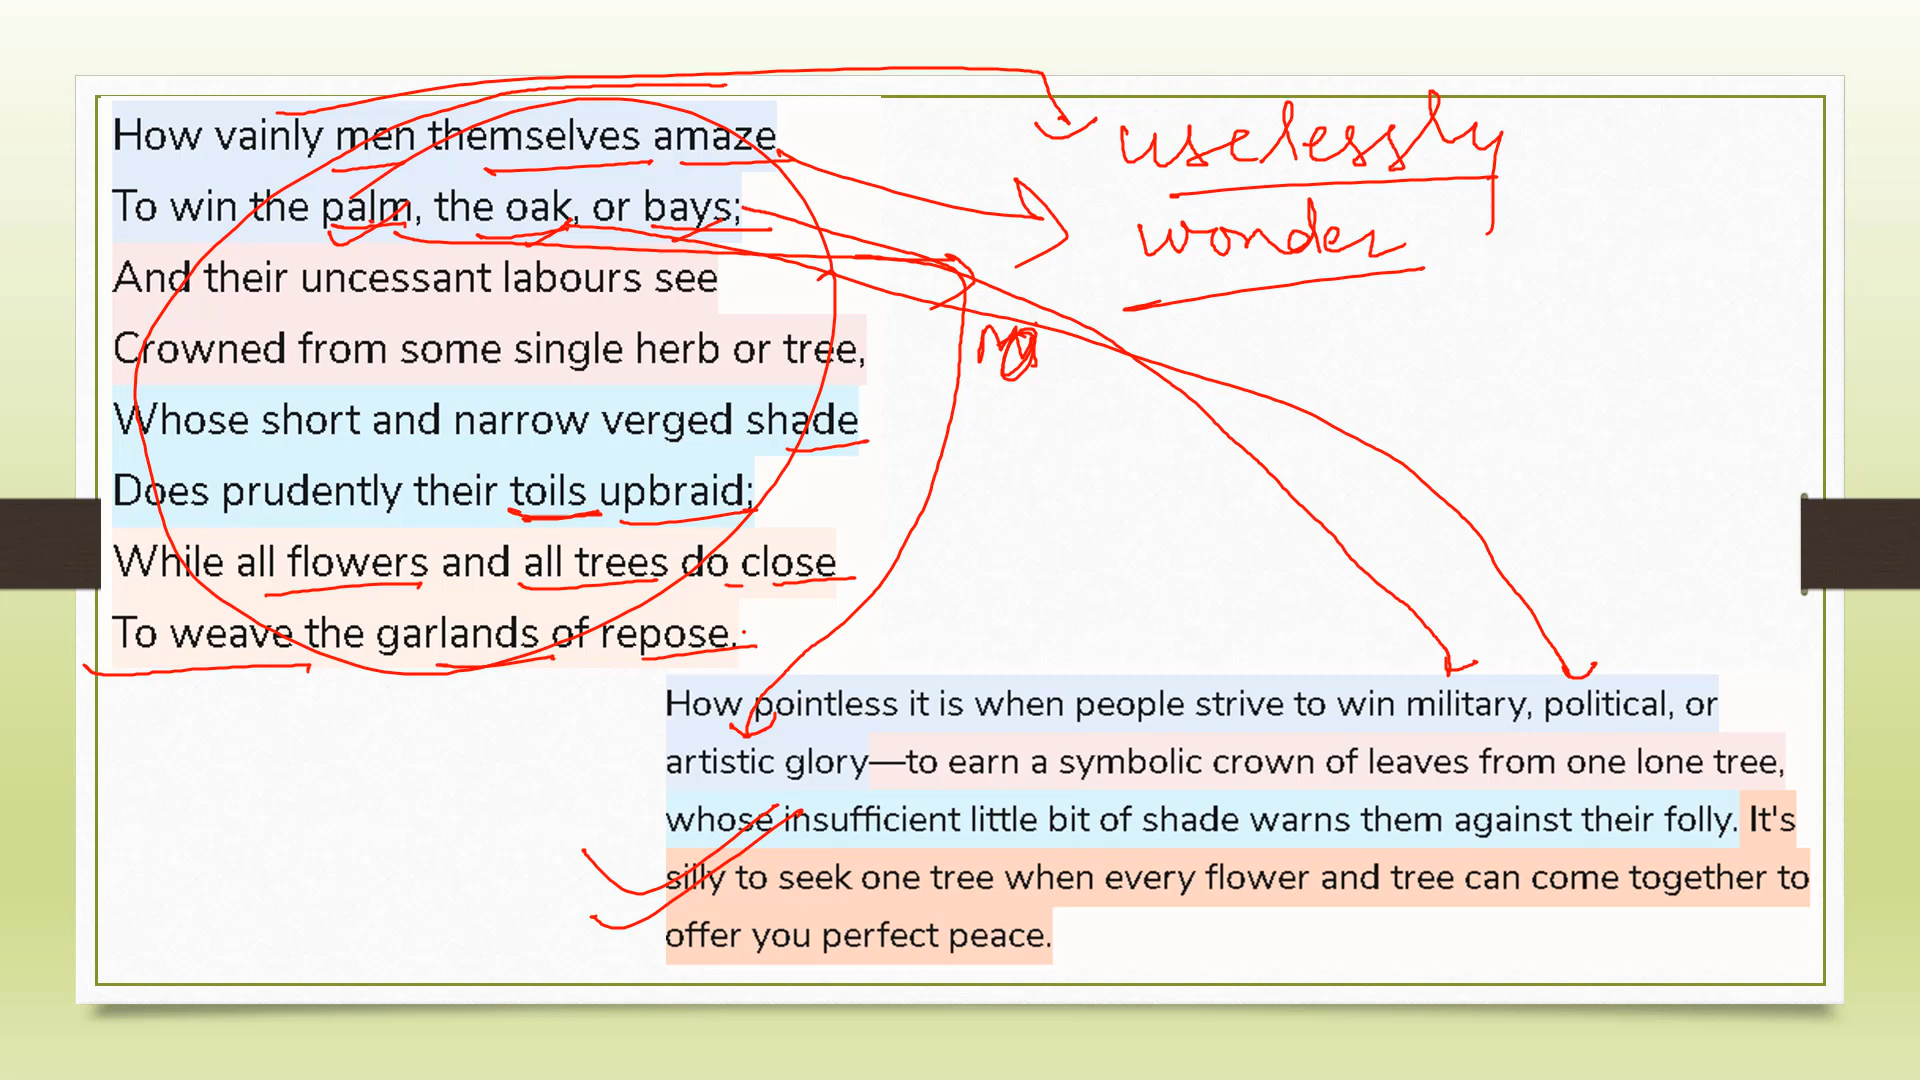 How vainly men themselves amaze
To win the palm, the oak, or bays;
And their uncessant labours see
Crowned from some single herb or tree,
Whose short and narrow verged shade
Does prudently their toils upbraid;
While all flowers and all trees do close
To weave the garlands of repose.
uselessly
wonder
How pointless it is when people strive to win military, political, or
artistic glory—to earn a symbolic crown of leaves from one lone tree,
whose insufficient little bit of shade warns them against their folly. It's
silly to seek one tree when every flower and tree can come together to
offer you perfect peace.